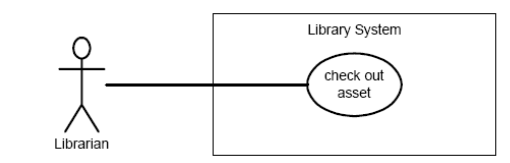 Library System
check out
asset
Librarian